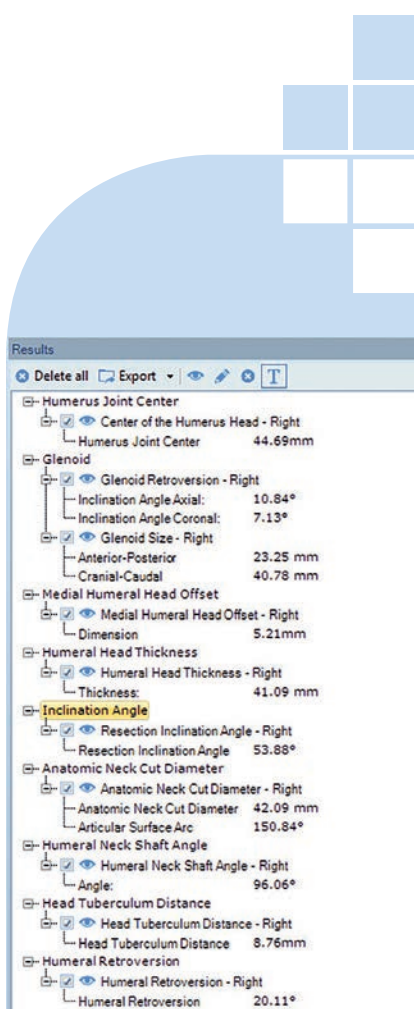 Results
Delete all Export T
Humerus Joint Center
Center of the Humerus Head - Right
Humerus Joint Center 44.69mm
Glenoid
Glenoid Retroversion - Right
Inclination Angle Axial: 10.84°
Inclination Angle Coronal: 7.13°
Glenoid Size - Right
Anterior-Posterior 23.25 mm
Cranial-Caudal 40.78 mm
Medial Humeral Head Offset
Medial Humeral Head Offset - Right
Dimension 5.21mm
Humeral Head Thickness
Humeral Head Thickness - Right
Thickness: 41.09 mm
Inclination Angle
Resection Inclination Angle - Right
Resection Inclination Angle 53.88°
Anatomic Neck Cut Diameter
Anatomic Neck Cut Diameter - Right
Anatomic Neck Cut Diameter 42.09 mm
Articular Surface Arc 150.84°
Humeral Neck Shaft Angle
Humeral Neck Shaft Angle - Right
Angle: 96.06°
Head Tuberculum Distance
Head Tuberculum Distance - Right
Head Tuberculum Distance 8.76mm
Humeral Retroversion
Humeral Retroversion - Right
Humeral Retroversion 20.11°